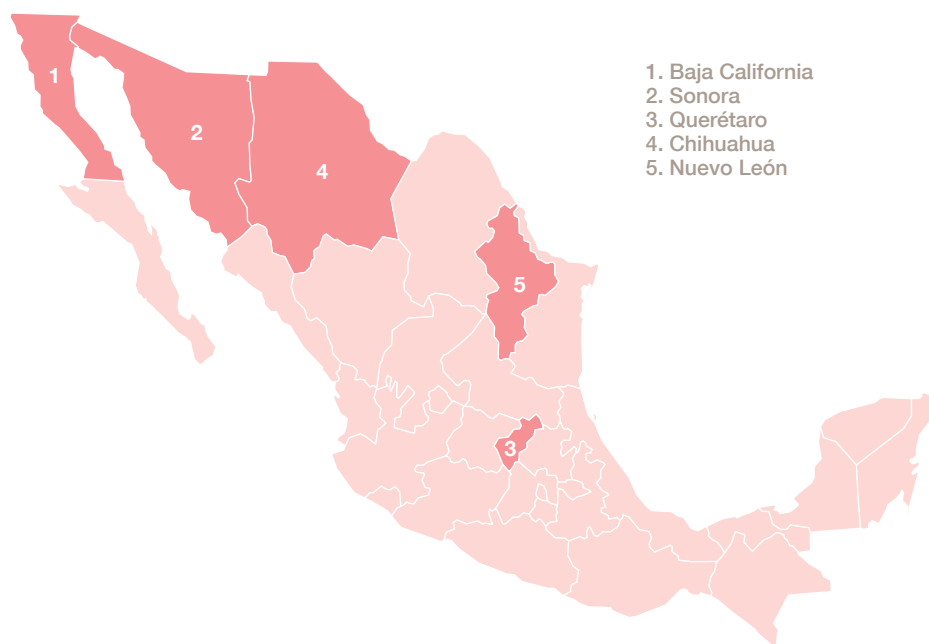 1. Baja California
2. Sonora
3. Querétaro
4. Chihuahua
5. Nuevo León
1
2
4
5
3